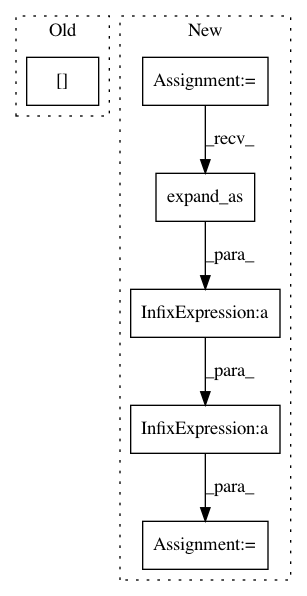 Old
New
[]
Assignment:=
_recv_
expand_as
_para_
InfixExpression:a
_para_
InfixExpression:a
_para_
Assignment:=